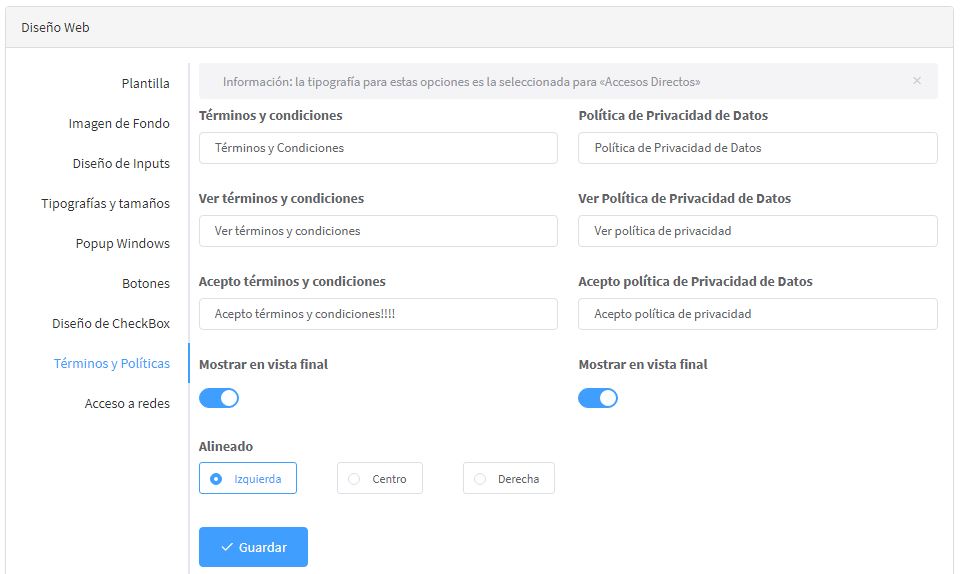 Diseño Web
Plantilla
Imagen de Fondo
Diseño de Inputs
Tipografías y tamaños
Popup Windows
Botones
Diseño de CheckBox
Términos y Políticas
Acceso a redes
Información: la tipografía para estas opciones es la seleccionada para «Accesos Directos»
Términos y condiciones
Términos y Condiciones
Política de Privacidad de Datos
Política de Privacidad de Datos
Ver términos y condiciones
Ver términos y condiciones
Ver Política de Privacidad de Datos
Ver política de privacidad
Acepto términos y condiciones
Acepto términos y condiciones!!!!
Acepto política de Privacidad de Datos
Acepto política de privacidad
Mostrar en vista final
Mostrar en vista final
Alineado
Izquierda
Centro
Derecha
Guardar